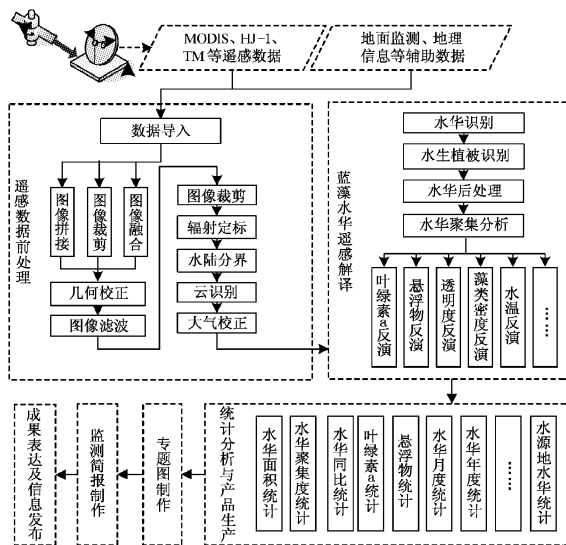 MODIS、HJ-1、
TM等遥感数据
地面监测、地理
信息等辅助数据
遥感数据前处理
数据导入
图像拼接
图像裁剪
图像融合
几何校正
图像滤波
图像裁剪
辐射定标
水陆分界
云识别
大气校正
蓝藻水华遥感解译
水华识别
水生植被识别
水华后处理
水华聚集分析
叶绿素a反演
悬浮物反演
透明度反演
藻类密度反演
水温反演
……
成果表达及信息发布
监测简报制作
专题图制作
统计分析与产品生产
水华面积统计
水华聚集度统计
水华同比统计
叶绿素a统计
悬浮物统计
水华月度统计
水华年度统计
……
水源地水华统计